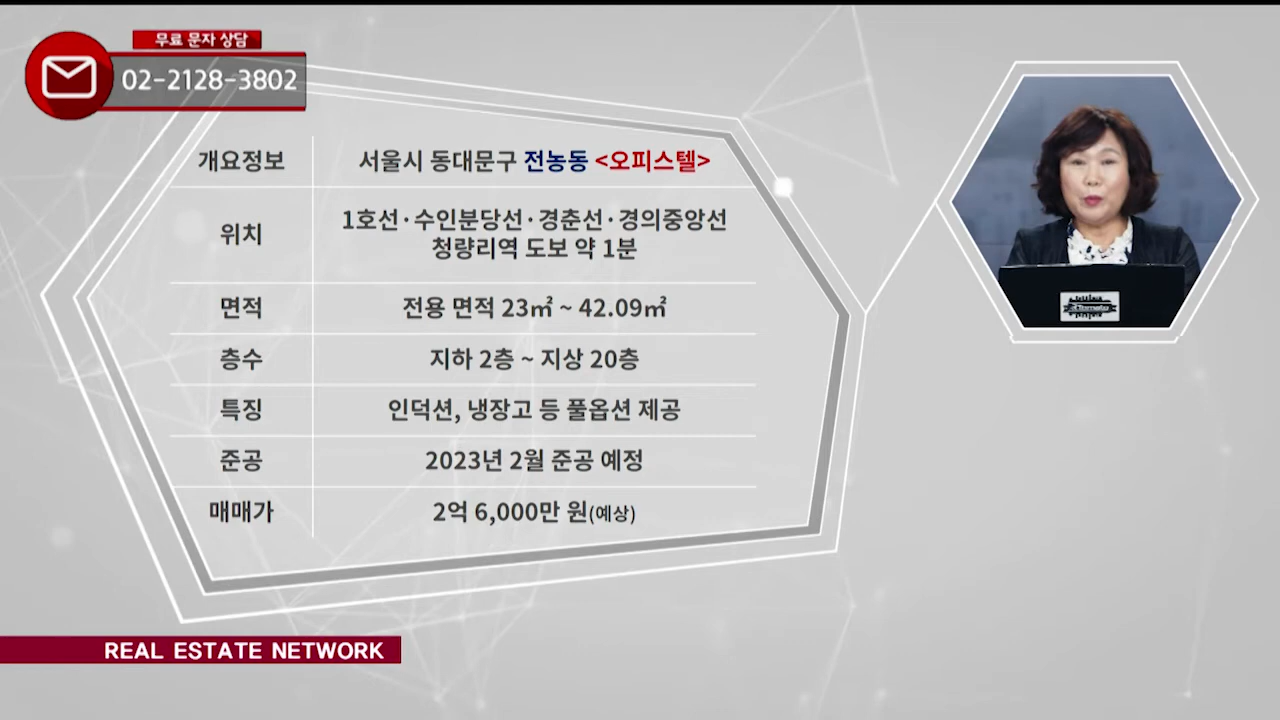 무료 문자 상담
02-2128-3802
개요정보 서울시 동대문구 전농동 <오피스텔>
위치 1호선·수인분당선·경춘선·경의중앙선
청량리역 도보 약 1분
면적 전용 면적 23㎡ ~ 42.09㎡
층수 지하 2층 ~ 지상 20층
특징 인덕션, 냉장고 등 풀옵션 제공
준공 2023년 2월 준공 예정
매매가 2억 6,000만 원(예상)
REAL ESTATE NETWORK